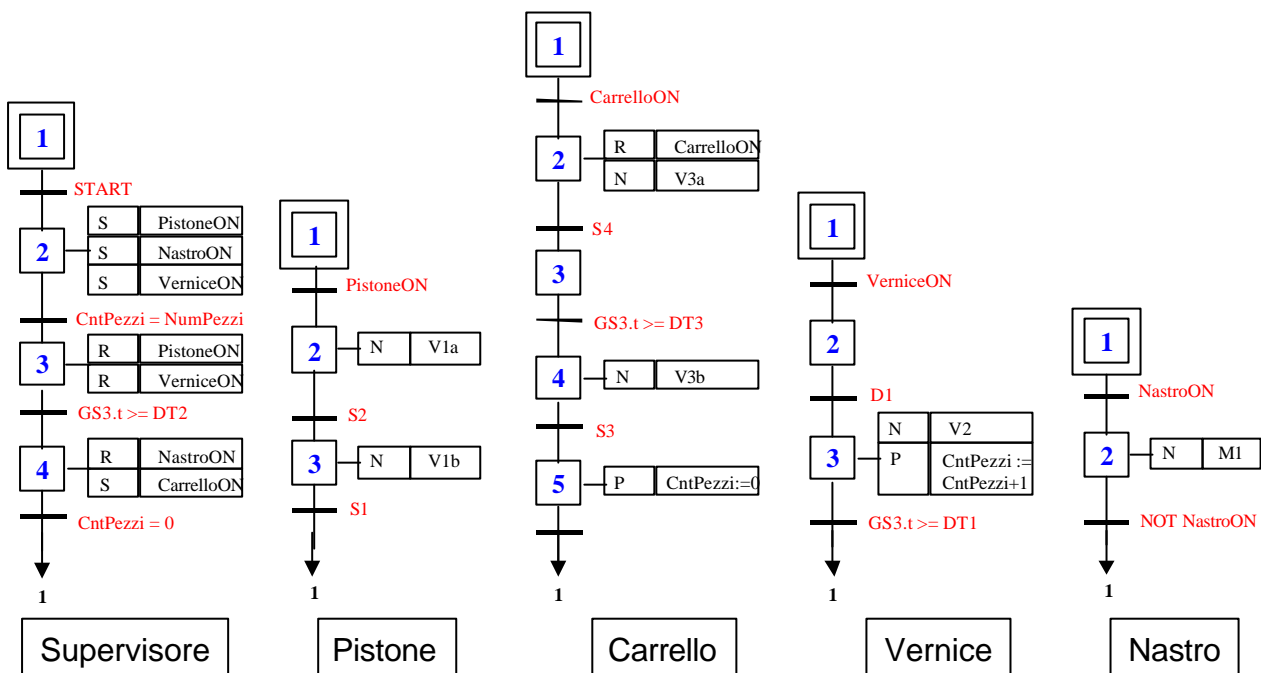 1
START
2
S PistoneON
S NastroON
S VerniceON
CntPezzi = NumPezzi
3
R PistoneON
R VerniceON
GS3.t >= DT2
4
R NastroON
S CarrelloON
CntPezzi = 0
1
Supervisore
1
PistoneON
2
N V1a
S2
3
N V1b
S1
1
Pistone
1
CarrelloON
2
R CarrelloON
N V3a
S4
3
GS3.t >= DT3
4
N V3b
S3
5
P CntPezzi:=0
1
Carrello
1
VerniceON
2
D1
3
N V2
P CntPezzi :=
CntPezzi+1
GS3.t >= DT1
1
Vernice
1
NastroON
2
N M1
NOT NastroON
1
Nastro